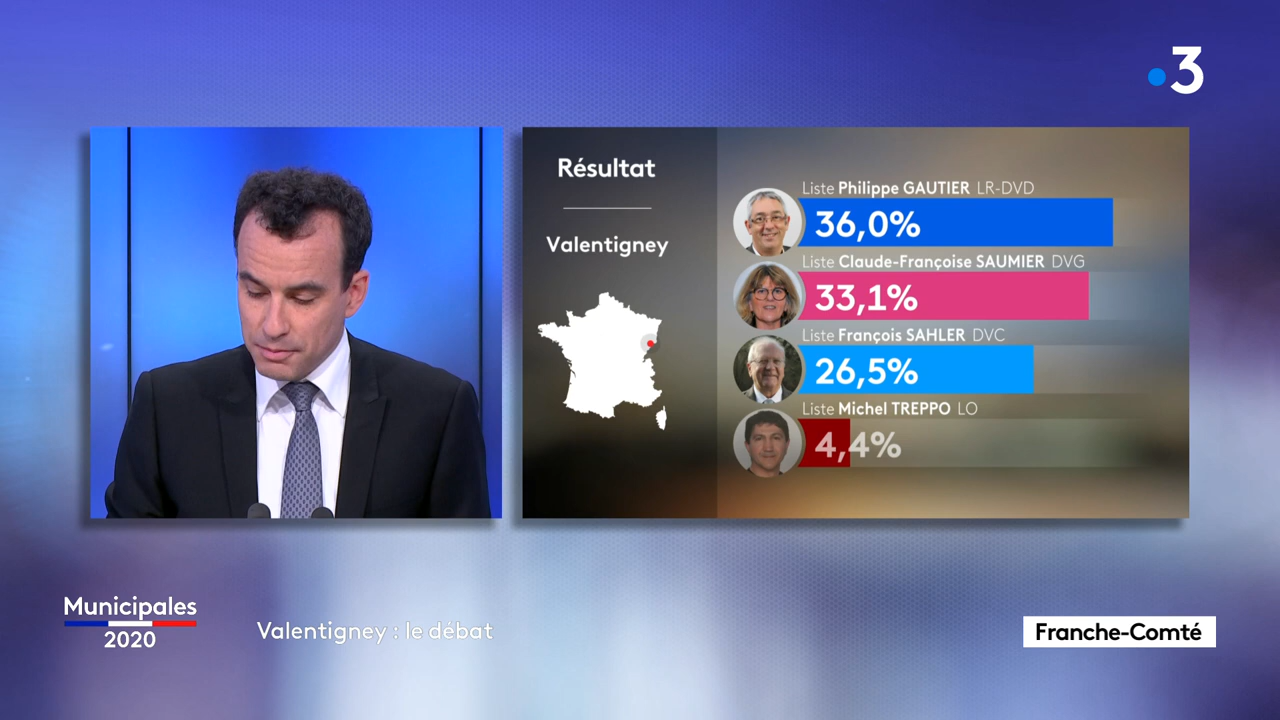 3
Résultat
Valentigney
Liste Philippe GAUTIER LR-DVD
36,0%
Liste Claude-Françoise SAUMIER DVG
33,1%
Liste François SAHLER DVC
26,5%
Liste Michel TREPPO LO
4,4%
Municipales
2020
Valentigney : le débat
Franche-Comté